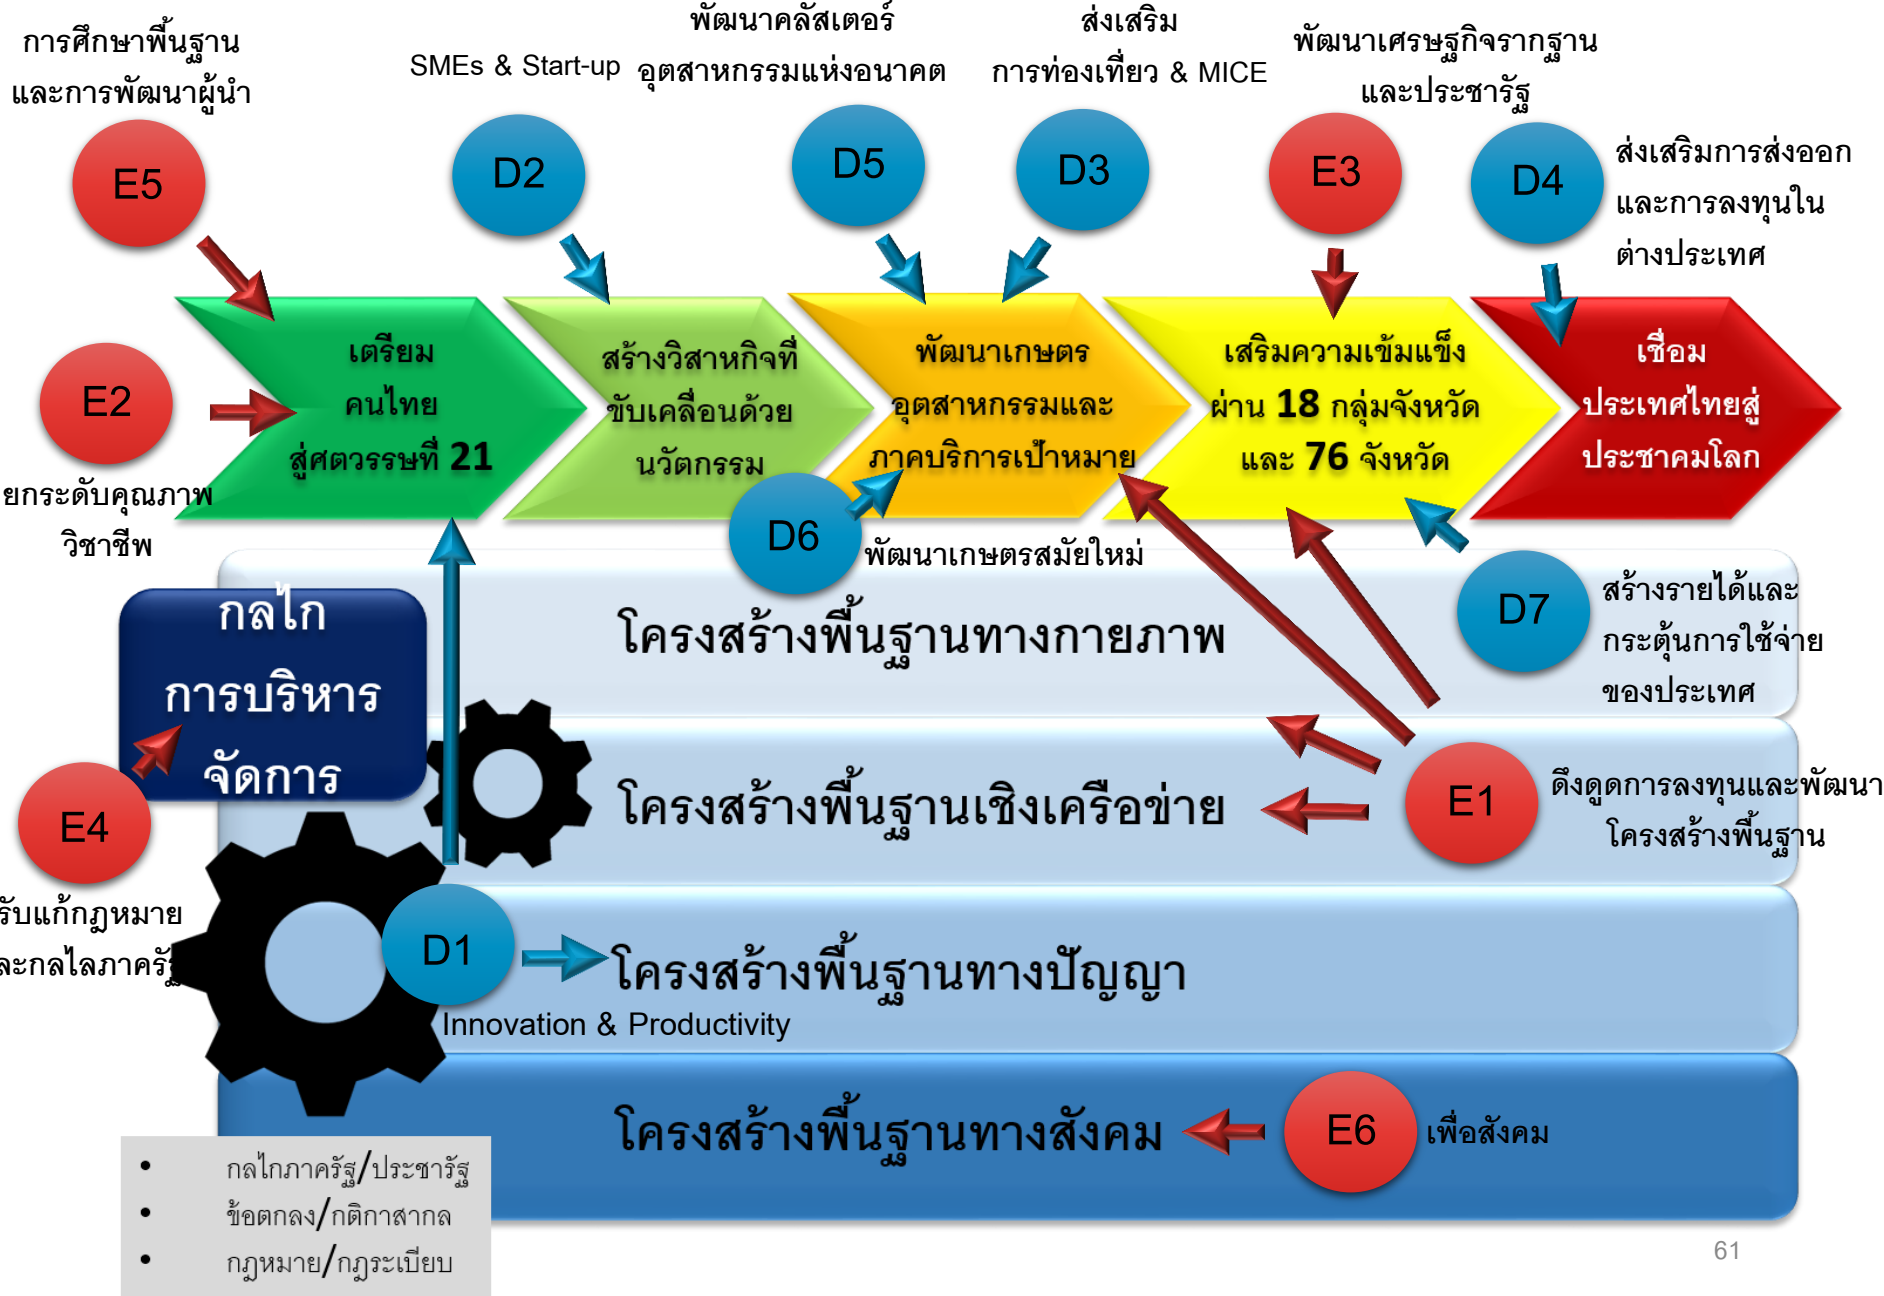 การศึกษาพื้นฐาน
และการพัฒนาผู้นำ
E5
SMEs & Start-up
D2
พัฒนาคลัสเตอร์
อุตสาหกรรมแห่งอนาคต
D5
ส่งเสริม
การท่องเที่ยว & MICE
D3
พัฒนาเศรษฐกิจรากฐาน
และประชารัฐ
E3
D4
ส่งเสริมการส่งออก
และการลงทุนใน
ต่างประเทศ
E2
ยกระดับคุณภาพ
วิชาชีพ
เตรียม
คนไทย
สู่ศตวรรษที่ 21
สร้างวิสาหกิจที่
ขับเคลื่อนด้วย
นวัตกรรม
พัฒนาเกษตร
อุตสาหกรรมและ
ภาคบริการเป้าหมาย
เสริมความเข้มแข็ง
ผ่าน 18 กลุ่มจังหวัด
และ 76 จังหวัด
เชื่อม
ประเทศไทยสู่
ประชาคมโลก
D6
พัฒนาเกษตรสมัยใหม่
D7
สร้างรายได้และ
กระตุ้นการใช้จ่าย
ของประเทศ
กลไก
การบริหาร
จัดการ
โครงสร้างพื้นฐานทางกายภาพ
E4
รับแก้กฎหมาย
ละกลไลภาครัฐ
โครงสร้างพื้นฐานเชิงเครือข่าย
E1
ดึงดูดการลงทุนและพัฒนา
โครงสร้างพื้นฐาน
D1
Innovation & Productivity
โครงสร้างพื้นฐานทางปัญญา
โครงสร้างพื้นฐานทางสังคม
E6
เพื่อสังคม
• กลไกภาครัฐ/ประชารัฐ
• ข้อตกลง/กติกาสากล
• กฎหมาย/กฎระเบียบ
61